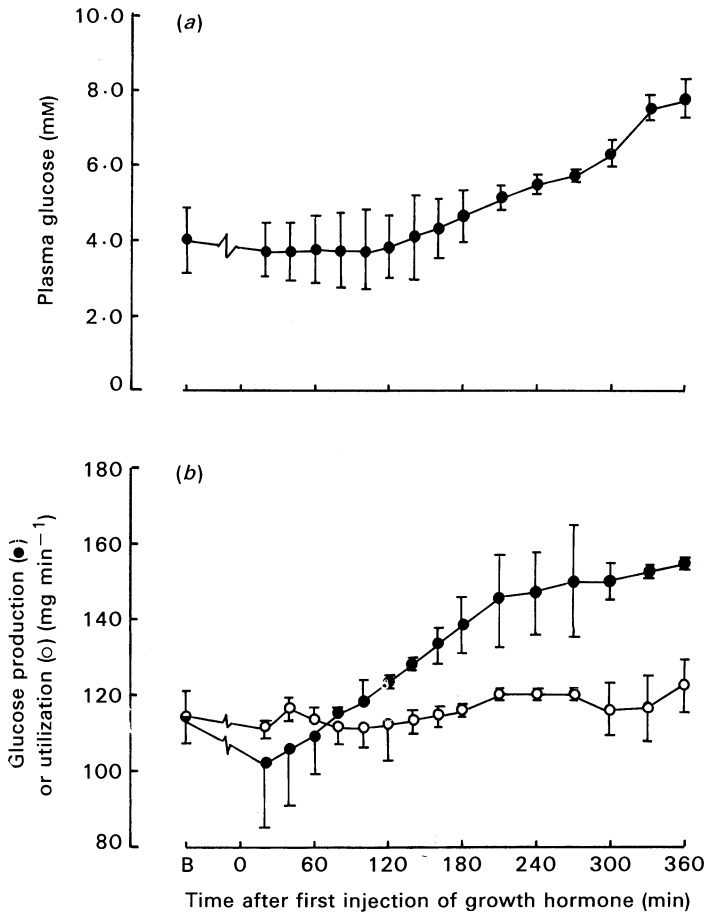 (a)
10·0
8·0
6·0
4·0
2·0
0
Plasma glucose (mM)
(b)
180
160
140
120
100
80
Glucose production (●)
or utilization (○) (mg min−1)
B 0 60 120 180 240 300 360
Time after first injection of growth hormone (min)